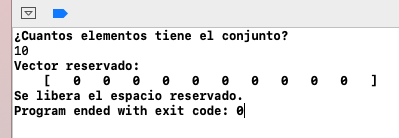 ¿Cuantos elementos tiene el conjunto?
10
Vector reservado:
[ 0 0 0 0 0 0 0 0 0 0 ]
Se libera el espacio reservado.
Program ended with exit code: 0